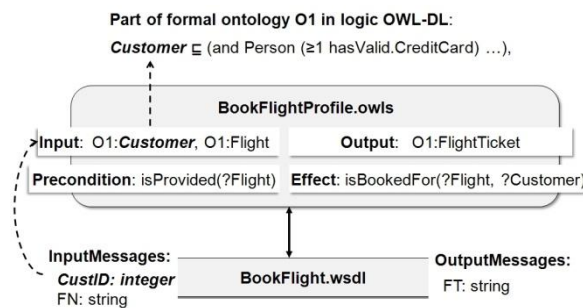 Part of formal ontology O1 in logic OWL-DL:
Customer ⊑ (and Person (≥1 hasValid.CreditCard) …),
BookFlightProfile.owls
Input: O1:Customer, O1:Flight
Output: O1:FlightTicket
Precondition: isProvided(?Flight)
Effect: isBookedFor(?Flight, ?Customer)
InputMessages:
CustID: integer
FN: string
BookFlight.wsdl
OutputMessages:
FT: string